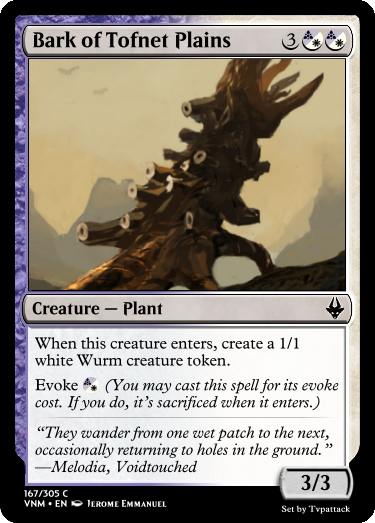 Bark of Tofnet Plains 3
Creature — Plant
When this creature enters, create a 1/1
white Wurm creature token.
Evoke (You may cast this spell for its evoke
cost. If you do, it's sacrificed when it enters.)
“They wander from one wet patch to the next,
occasionally returning to holes in the ground.”
—Melodia, Voidtouched
3/3
167/305 C
VNM • EN Jerome Emmanuel
Set by Tvpattack